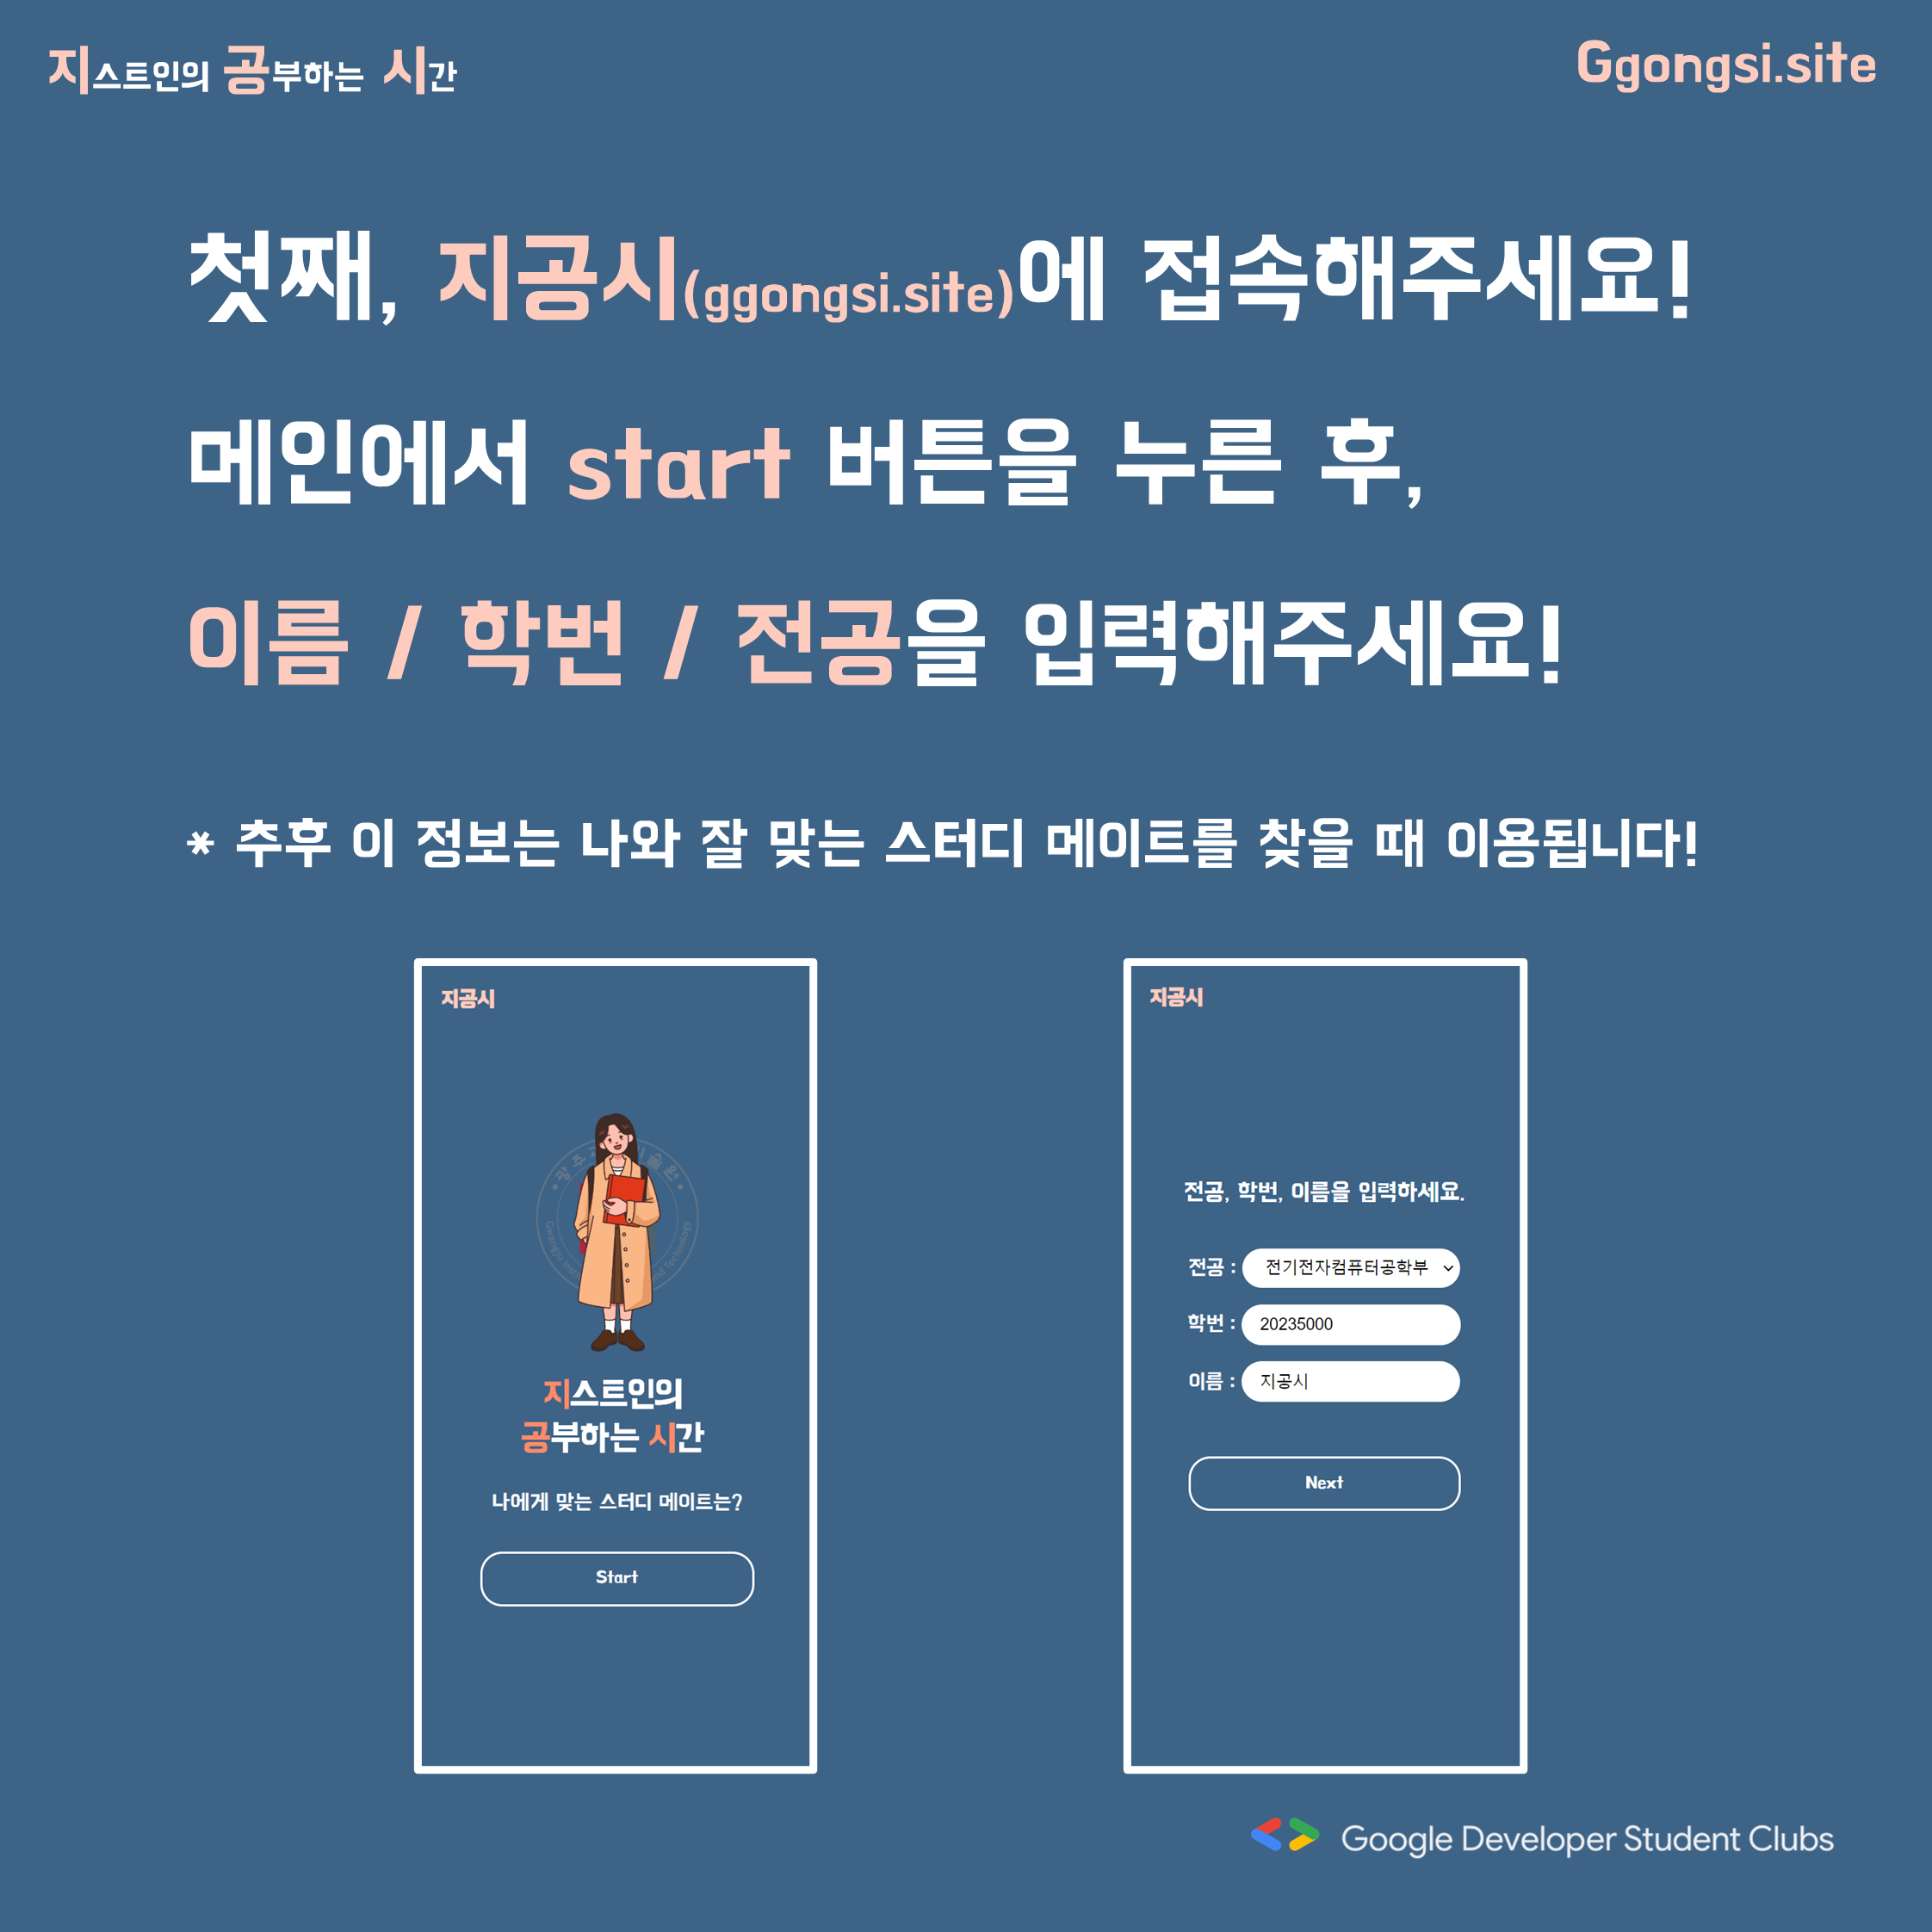 지스트인의 공부하는 시간
Ggongsi.site
첫째, 지공시(ggongsi.site)에 접속해주세요!
메인에서 start 버튼을 누른 후,
이름 / 학번 / 전공을 입력해주세요!
* 추후 이 정보는 나와 잘 맞는 스터디 메이트를 찾을 때 이용됩니다!
지공시
지스트인의
공부하는 시간
나에게 맞는 스터디 메이트는?
Start
지공시
전공, 학번, 이름을 입력하세요.
전공 : 전기전자컴퓨터공학부
학번 : 20235000
이름 : 지공시
Next
Google Developer Student Clubs